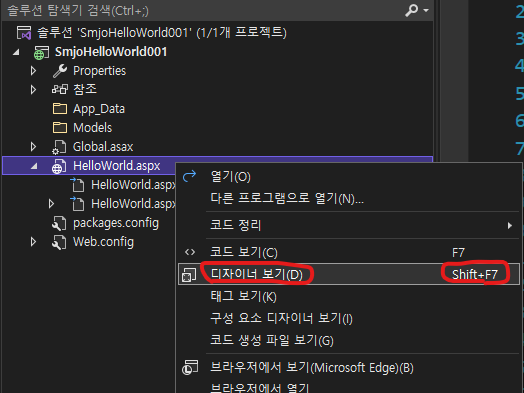 솔루션 탐색기 검색(Ctrl+;)
솔루션 'SmjoHelloWorld001' (1/1개 프로젝트)
SmjoHelloWorld001
Properties
참조
App_Data
Models
Global.asax
HelloWorld.aspx
HelloWorld.asp
HelloWorld.asp
packages.config
Web.config
열기(O)
다른 프로그램으로 열기(N)...
코드 정리
코드 보기(C) F7
디자이너 보기(D) Shift+F7
태그 보기(K)
구성 요소 디자이너 보기(I)
코드 생성 파일 보기(G)
브라우저에서 보기(Microsoft Edge)(B)
브라우저에서 열기
2
3
4
5
6
7